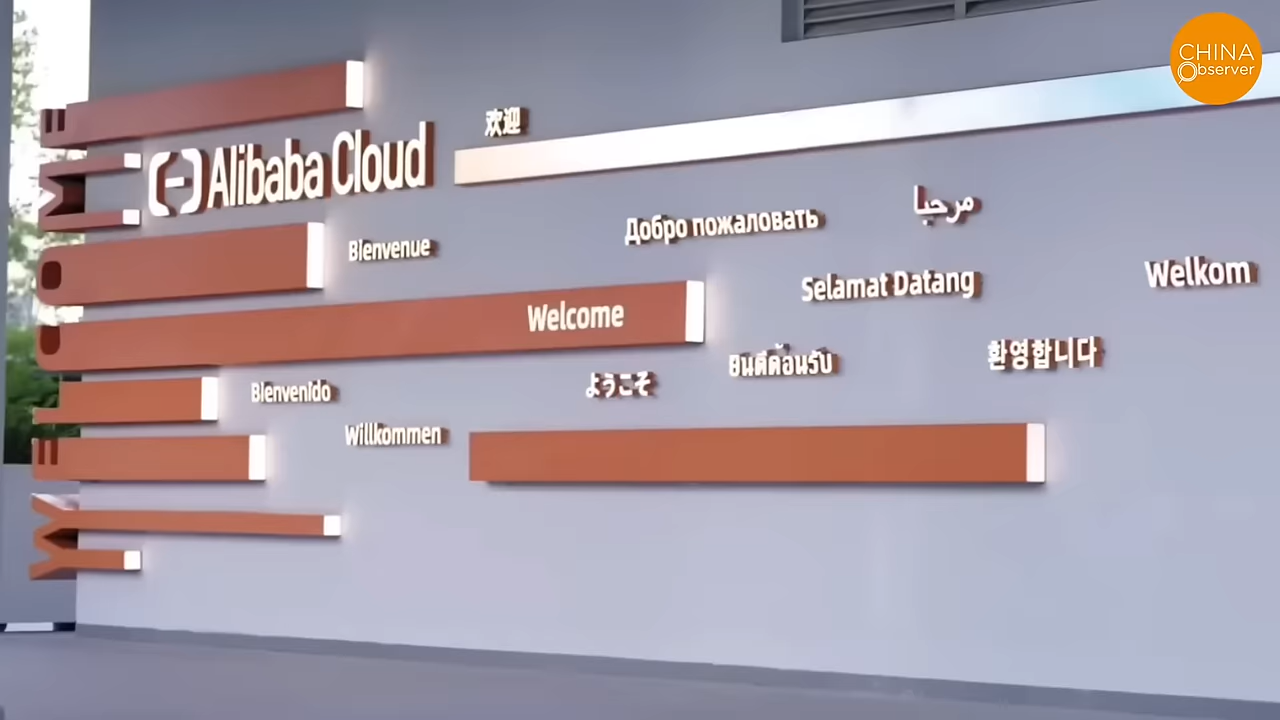 CHINA
Observer
欢迎
Alibaba Cloud
مرحبا
Добро пожаловать
Bienvenue
Selamat Datang
Welkom
Welcome
ยินดีต้อนรับ
환영합니다
ようこそ
Bienvenido
Willkommen